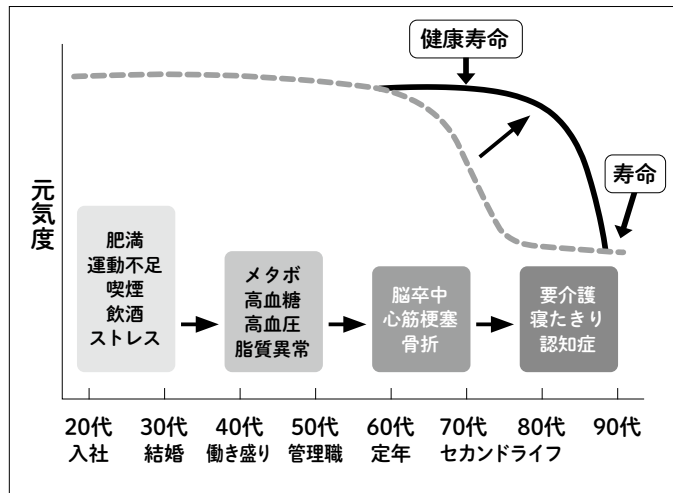 健康寿命
寿命
元気度
肥満
運動不足
喫煙
飲酒
ストレス
メタボ
高血糖
高血圧
脂質異常
脳卒中
心筋梗塞
骨折
要介護
寝たきり
認知症
20代 30代 40代 50代 60代 70代 80代 90代
入社 結婚 働き盛り 管理職 定年 セカンドライフ